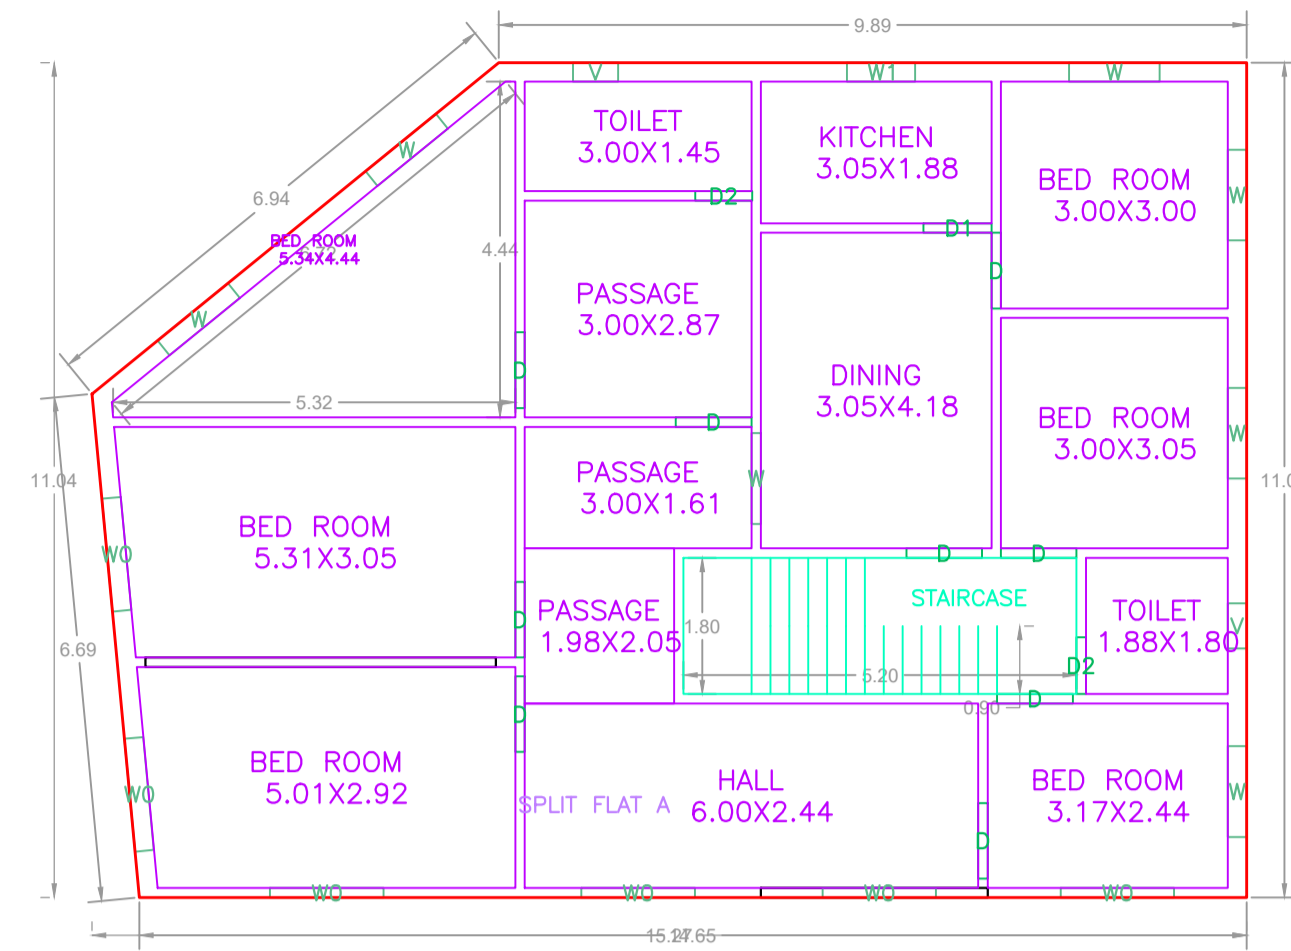 9.89
V
W1
W
TOILET
3.00X1.45
KITCHEN
3.05X1.88
BED ROOM
3.00X3.00
W
W
6.94
D2
D1
BED ROOM
5.34X4.44
4.44
D
PASSAGE
3.00X2.87
W
D
DINING
3.05X4.18
5.32
D
BED ROOM
3.00X3.05
W
11.04
PASSAGE
3.00X1.61
W
BED ROOM
5.31X3.05
WO
D
D
STAIRCASE
PASSAGE
1.98X2.05
1.80
TOILET
1.88X1.80
V
D
6.69
5.20
D2
0.90
D
D
BED ROOM
5.01X2.92
HALL
6.00X2.44
BED ROOM
3.17X2.44
WO
W
SPLIT FLAT A
D
WO
WO
WO
WO